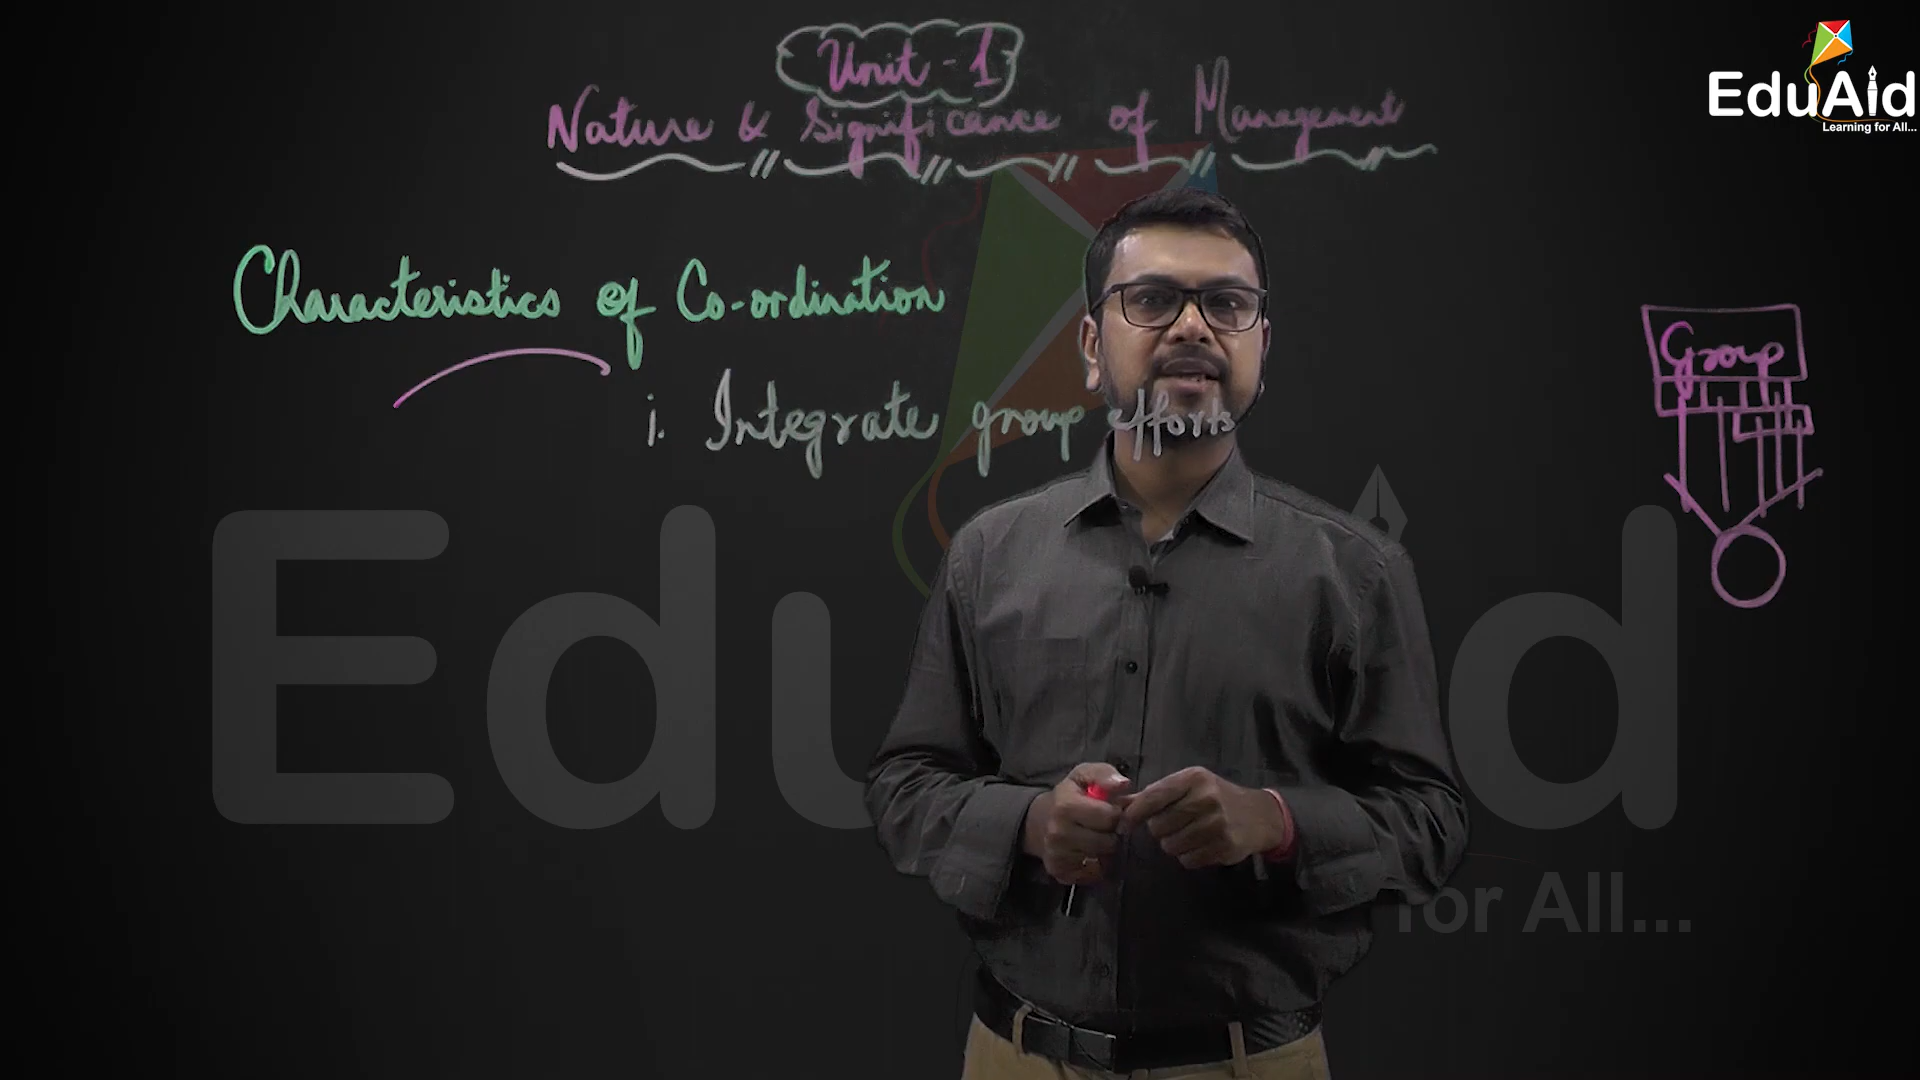 Unit - 1
Nature & Significance of Management
EduAid
Learning for All...
Characteristics of Co-ordination
i. Integrate group efforts
Group
Edu d
for All...